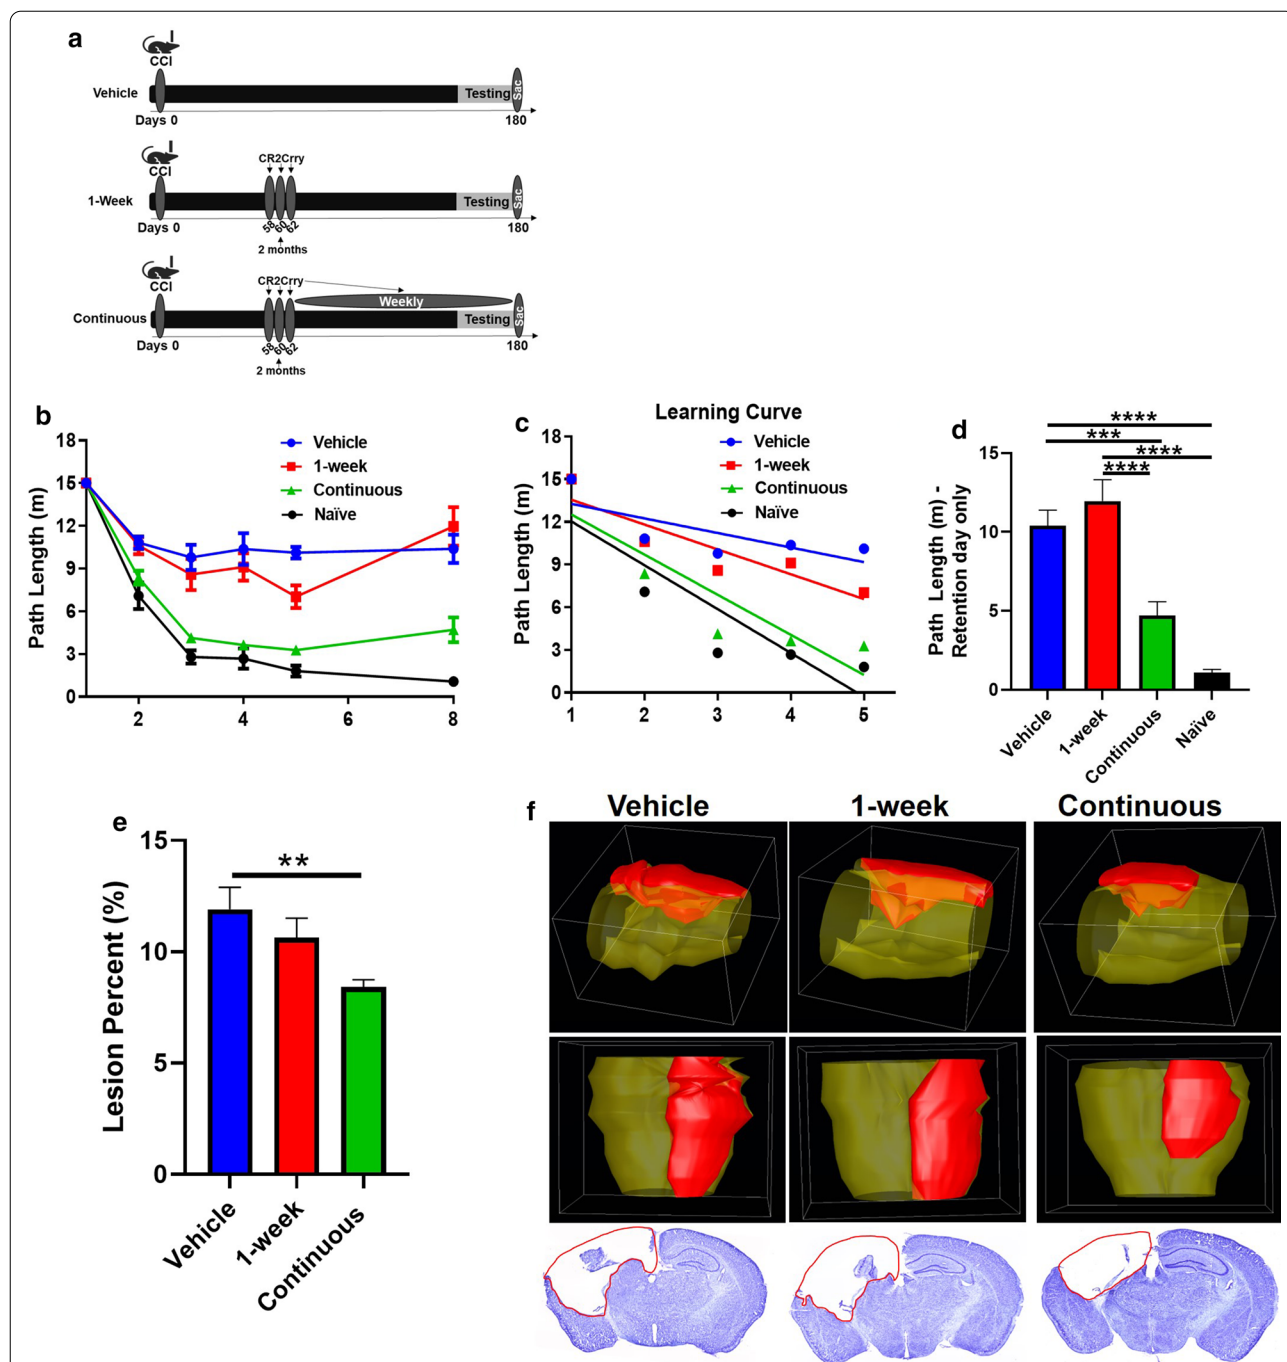 a
CCI
Vehicle
Testing
Sac
Days 0
180
CCI
CR2Crry
1-Week
Testing
Sac
Days 0
58
60
62
180
2 months
CCI
CR2Crry
Weekly
Continuous
Testing
Sac
Days 0
58
60
62
180
2 months
b
Path Length (m)
18
15
12
9
6
3
0
2
4
6
8
Vehicle
1-week
Continuous
Naïve
c
Learning Curve
Path Length (m)
18
15
12
9
6
3
0
1
2
3
4
5
Vehicle
1-week
Continuous
Naïve
d
Path Length (m) -
Retention day only
15
10
5
0
****
***
****
****
Vehicle
1-week
Continuous
Naïve
e
Lesion Percent (%)
15
10
5
0
**
Vehicle
1-week
Continuous
f
Vehicle
1-week
Continuous